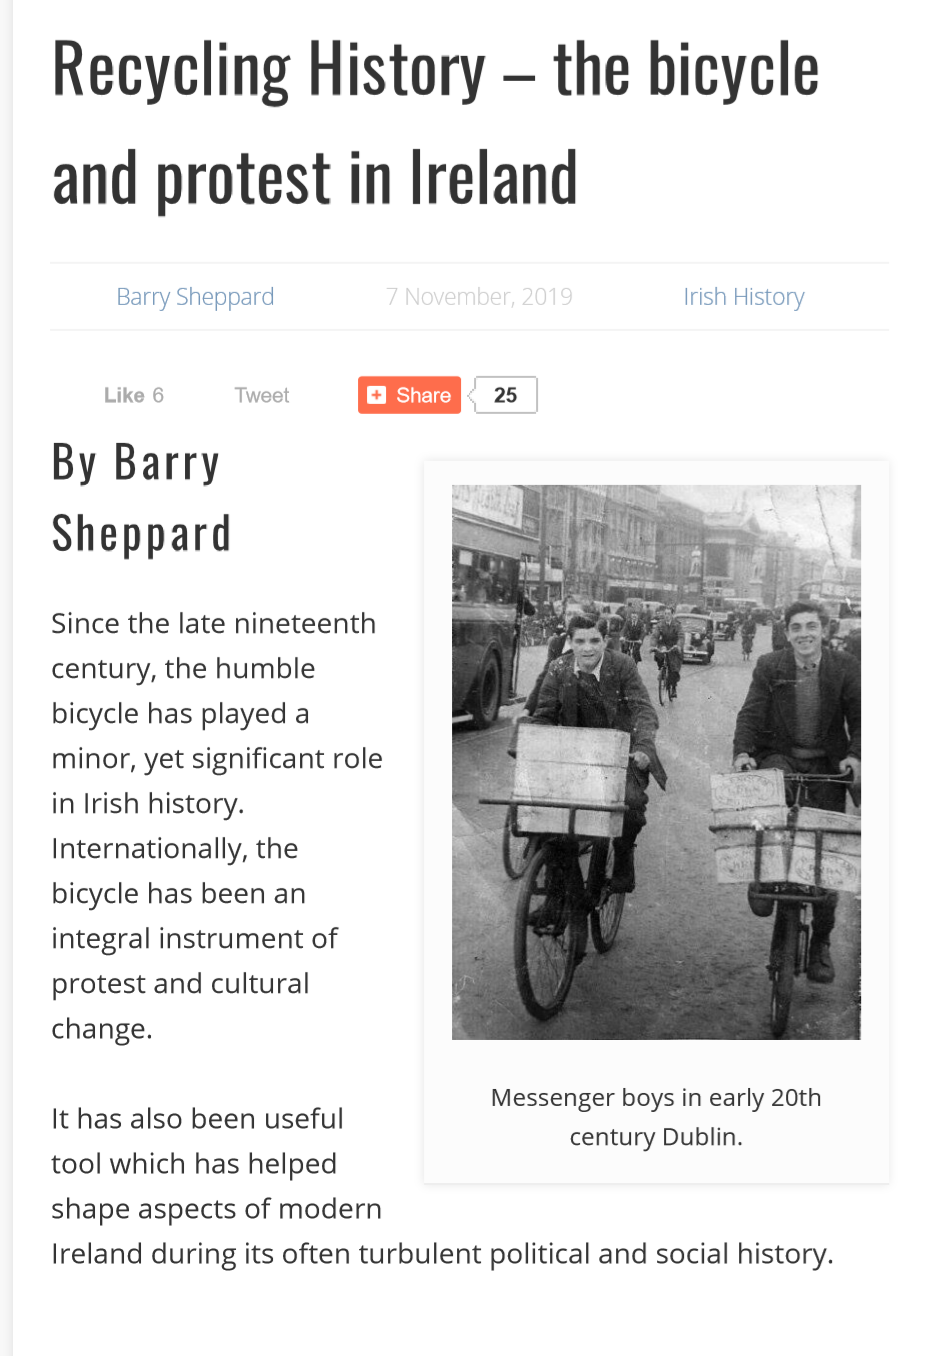 Recycling History – the bicycle
and protest in Ireland
Barry Sheppard
7 November, 2019
Irish History
Like 6
Tweet
Share
25
By Barry
Sheppard
Since the late nineteenth
century, the humble
bicycle has played a
minor, yet significant role
in Irish history.
Internationally, the
bicycle has been an
integral instrument of
protest and cultural
change.
It has also been useful
tool which has helped
shape aspects of modern
Ireland during its often turbulent political and social history.
Messenger boys in early 20th
century Dublin.